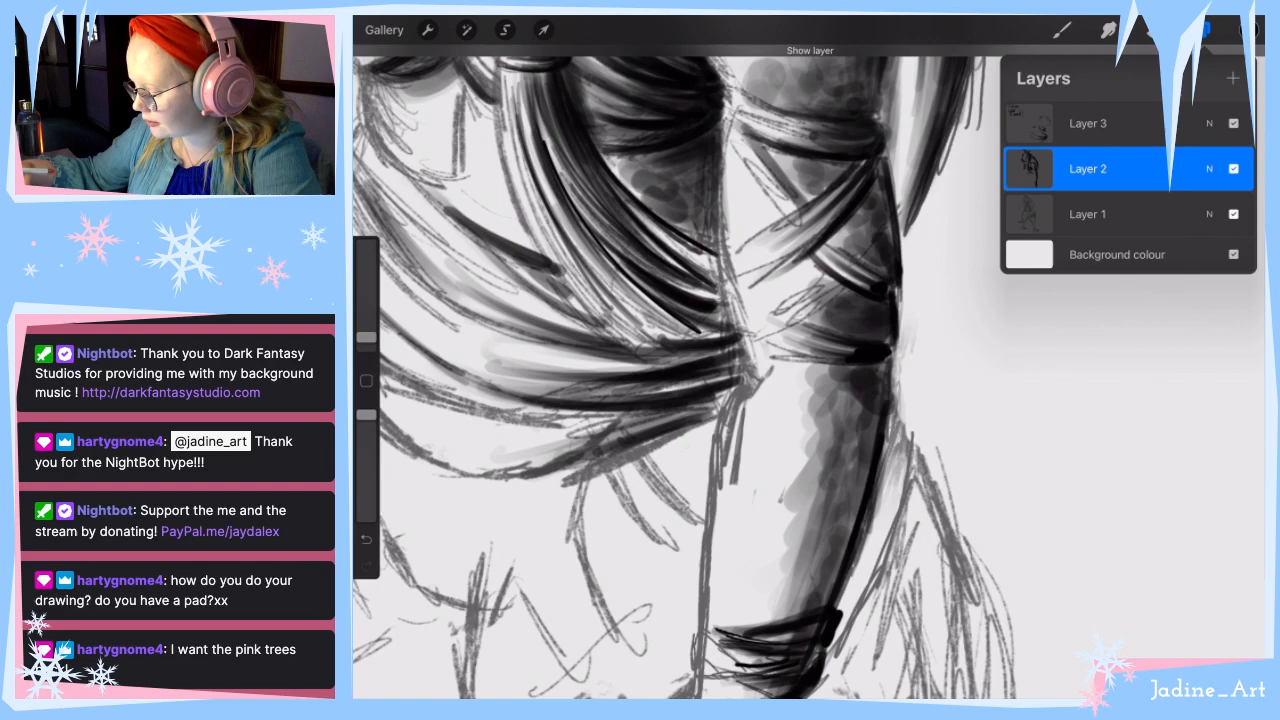 Gallery
Show layer
Layers
Layer 3
N
Layer 2
N
Layer 1
N
Background colour
Nightbot: Thank you to Dark Fantasy
Studios for providing me with my background
music ! http://darkfantasystudio.com
hartygnome4: @jadine_art Thank
you for the NightBot hype!!!
Nightbot: Support the me and the
stream by donating! PayPal.me/jaydalex
hartygnome4: how do you do your
drawing? do you have a pad?xx
hartygnome4: I want the pink trees
Jadine_Art